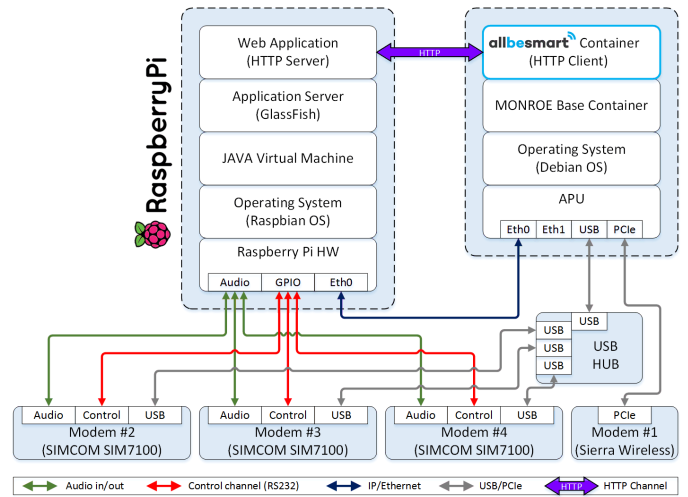 RaspberryPi
Web Application
(HTTP Server)
Application Server
(GlassFish)
JAVA Virtual Machine
Operating System
(Raspbian OS)
Raspberry Pi HW
Audio
GPIO
Eth0
HTTP
allbesmart Container
(HTTP Client)
MONROE Base Container
Operating System
(Debian OS)
APU
Eth0
Eth1
USB
PCIe
USB
USB
USB
USB
USB
HUB
Audio
Control
USB
Modem #2
(SIMCOM SIM7100)
Audio
Control
USB
Modem #3
(SIMCOM SIM7100)
Audio
Control
USB
Modem #4
(SIMCOM SIM7100)
PCIe
Modem #1
(Sierra Wireless)
Audio in/out
Control channel (RS232)
IP/Ethernet
USB/PCIe
HTTP
HTTP Channel